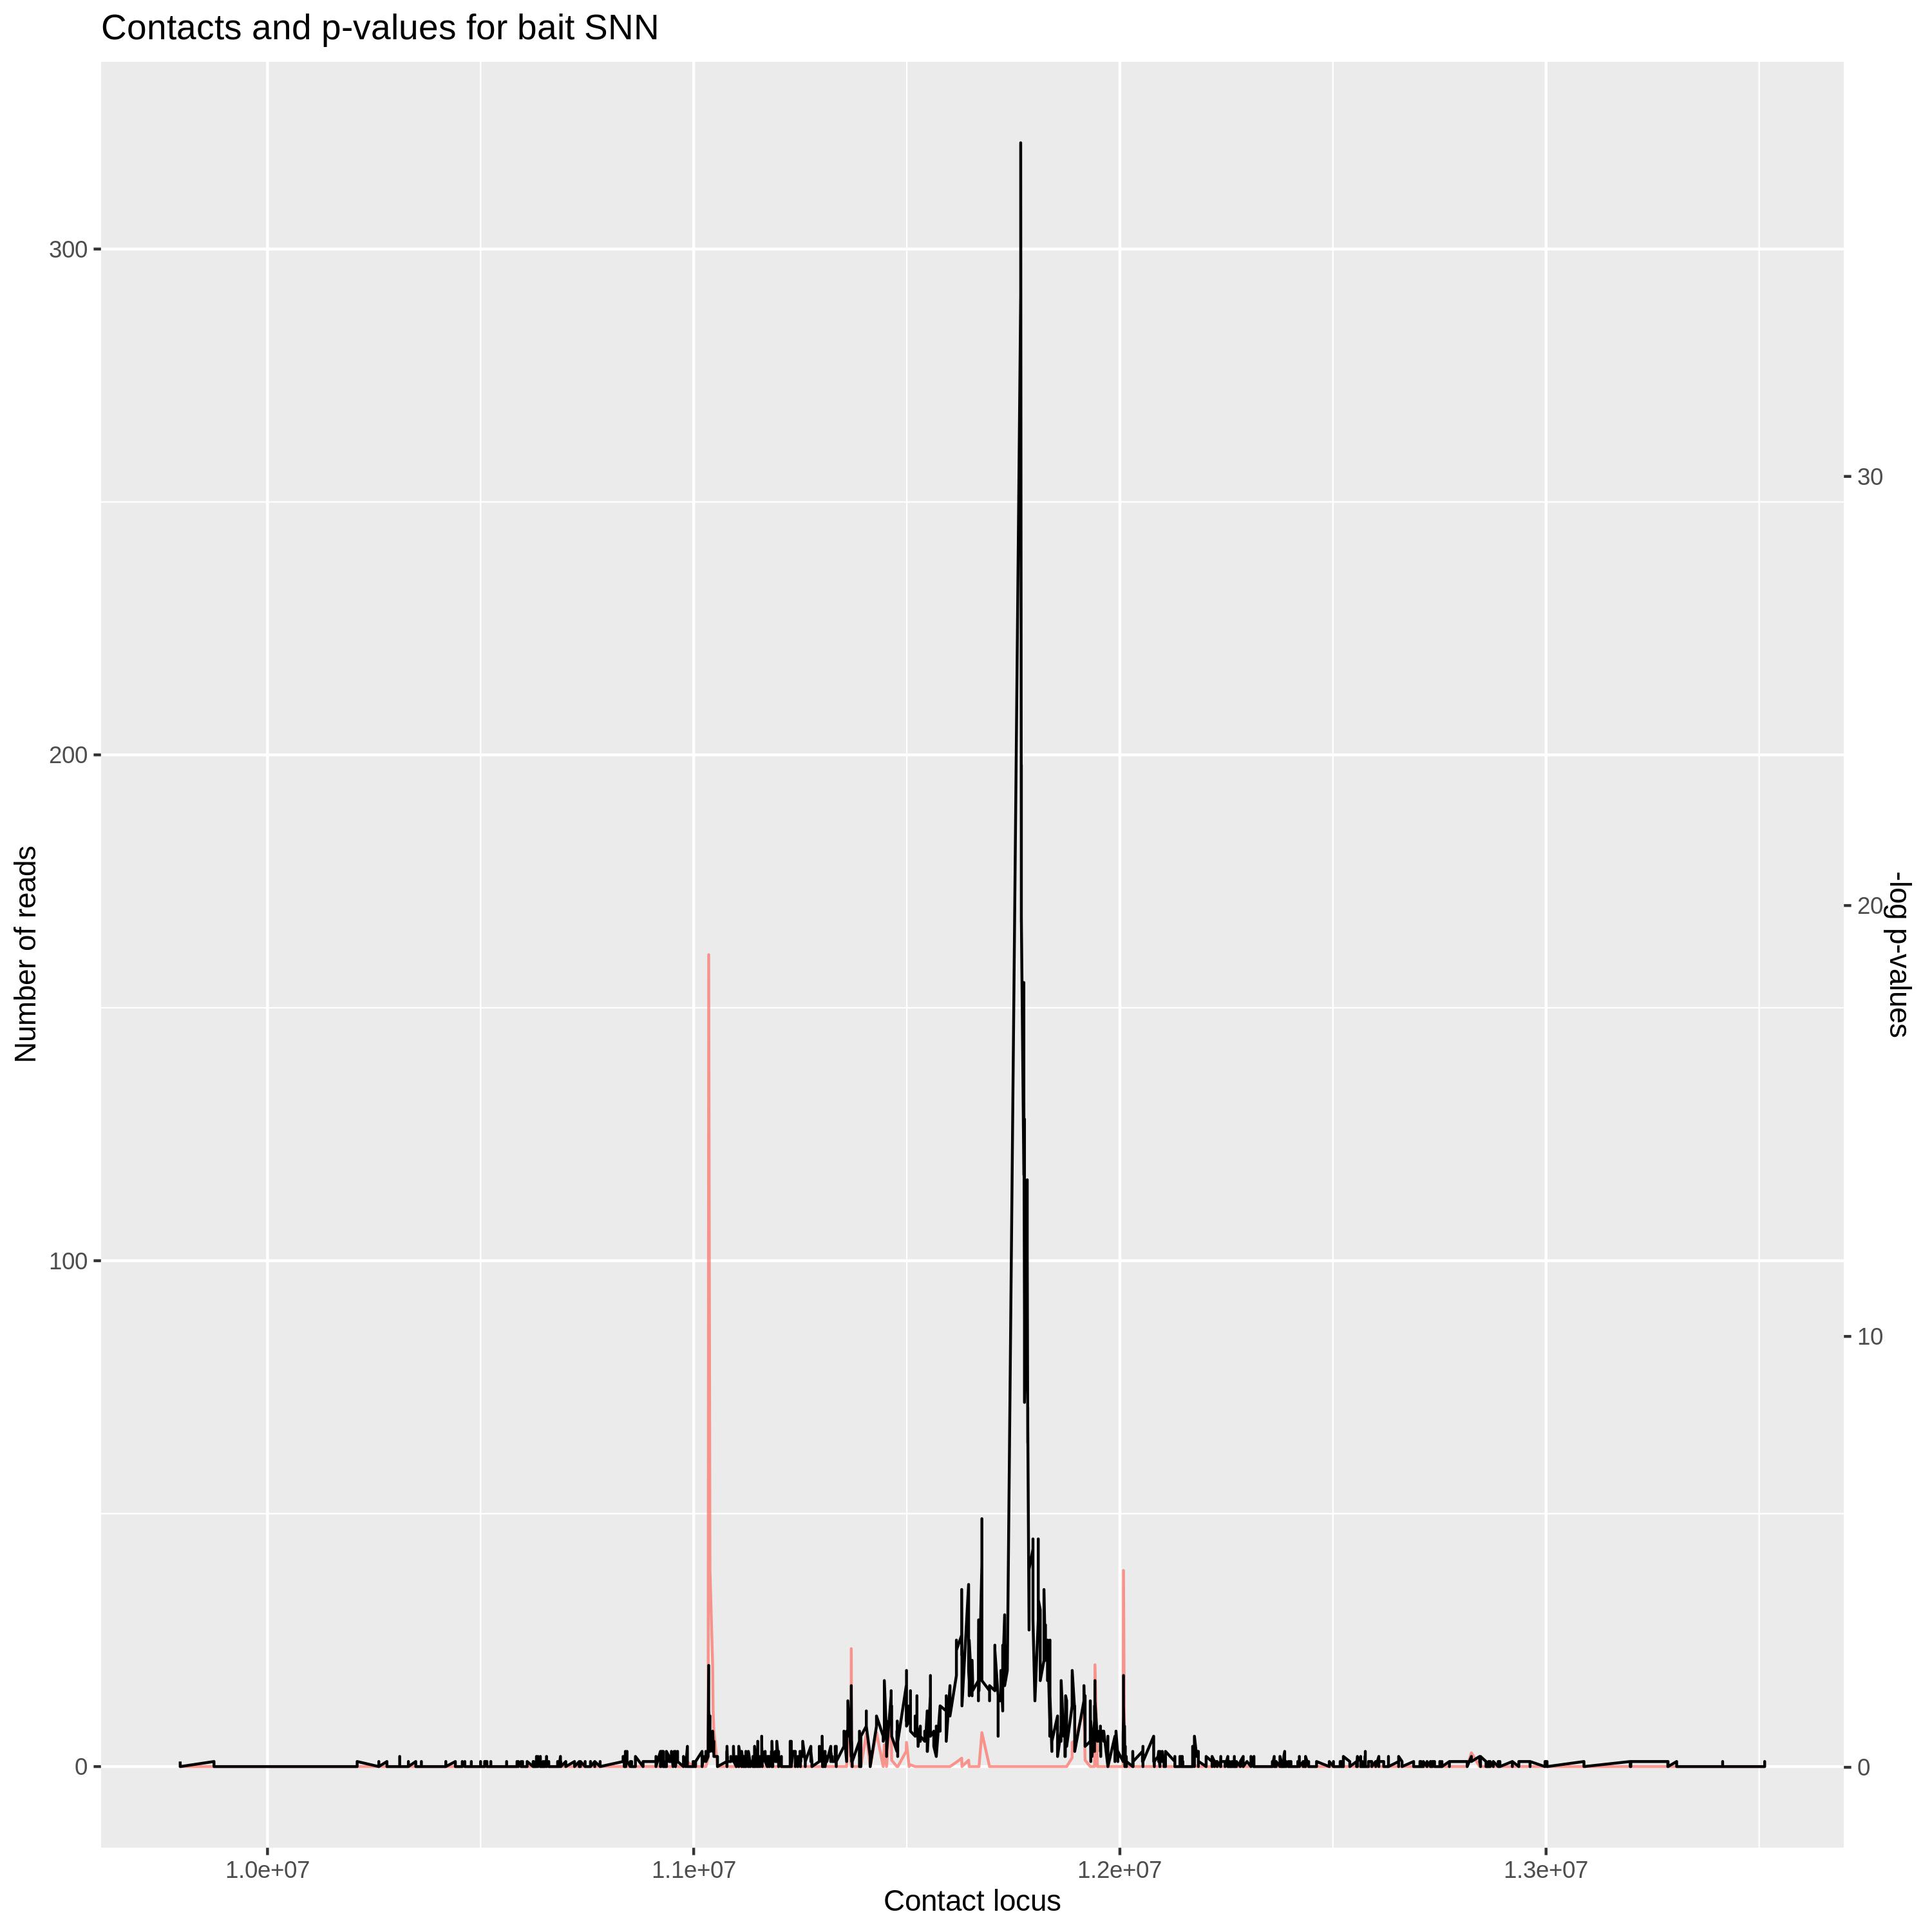 Contacts and p-values for bait SNN
300
200
100
0
Number of reads
30
20
10
0
-log p-values
1.0e+07 1.1e+07 1.2e+07 1.3e+07
Contact locus